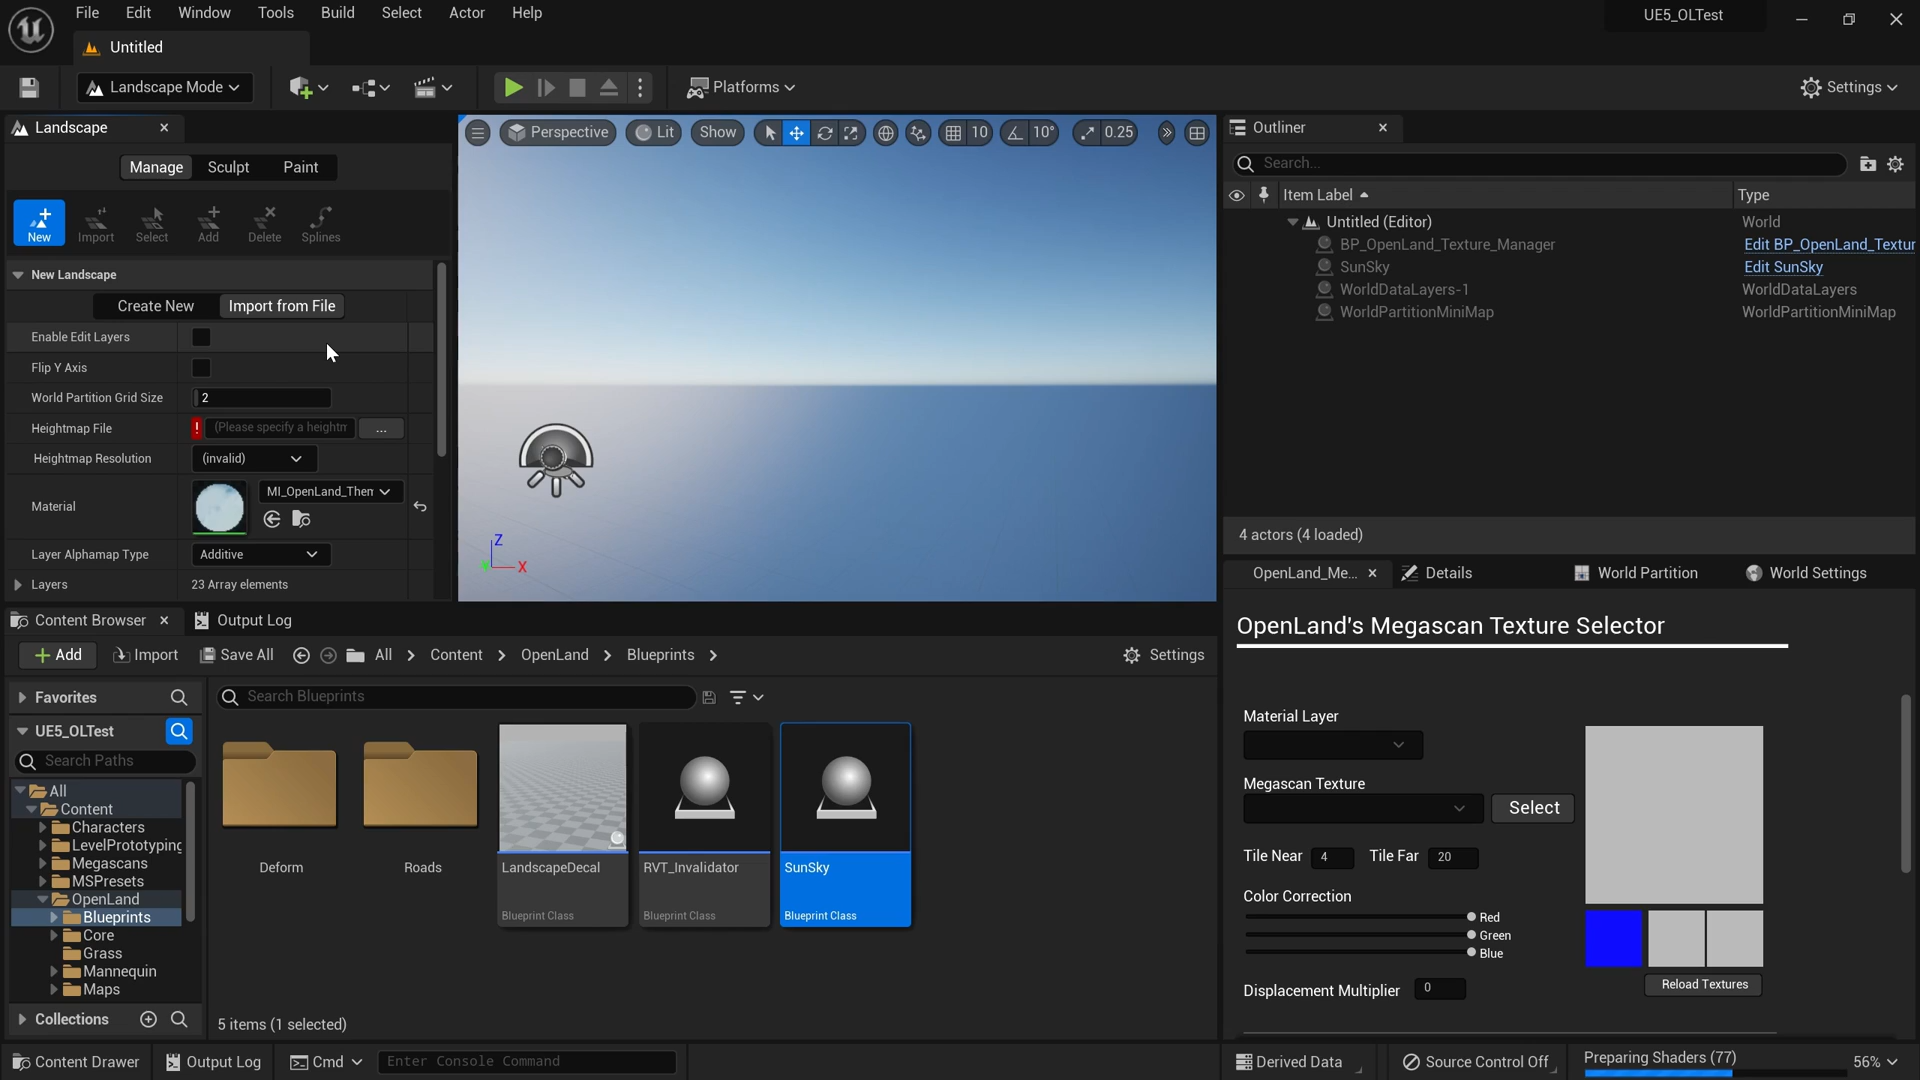 File Edit Window Tools Build Select Actor Help
UE5_OLTest
Untitled
Landscape Mode
Platforms
Settings
Landscape
Manage Sculpt Paint
New Import Select Add Delete Splines
New Landscape
Create New Import from File
Enable Edit Layers
Flip Y Axis
World Partition Grid Size 2
Heightmap File ! (Please specify a heightm ...
Heightmap Resolution (invalid)
Material MI_OpenLand_Them
Layer Alphamap Type Additive
Layers 23 Array elements
Perspective Lit Show 10 10° 0.25
Z
X
Outliner
Search...
Item Label Type
Untitled (Editor) World
BP_OpenLand_Texture_Manager Edit BP_OpenLand_Textur
SunSky Edit SunSky
WorldDataLayers-1 WorldDataLayers
WorldPartitionMiniMap WorldPartitionMiniMap
4 actors (4 loaded)
OpenLand_Me... Details World Partition World Settings
OpenLand's Megascan Texture Selector
Material Layer
Megascan Texture
Select
Tile Near 4 Tile Far 20
Color Correction
Red
Green
Blue
Displacement Multiplier 0
Reload Textures
Content Browser Output Log
Add Import Save All All Content OpenLand Blueprints Settings
Favorites
Search Blueprints
UE5_OLTest
Search Paths
All
Content
Characters
LevelPrototyping
Megascans
MSPresets
OpenLand
Blueprints
Core
Grass
Mannequin
Maps
Collections
Deform
Roads
LandscapeDecal
Blueprint Class
RVT_Invalidator
Blueprint Class
SunSky
Blueprint Class
5 items (1 selected)
Content Drawer Output Log Cmd Enter Console Command Derived Data Source Control Off Preparing Shaders (77) 56%